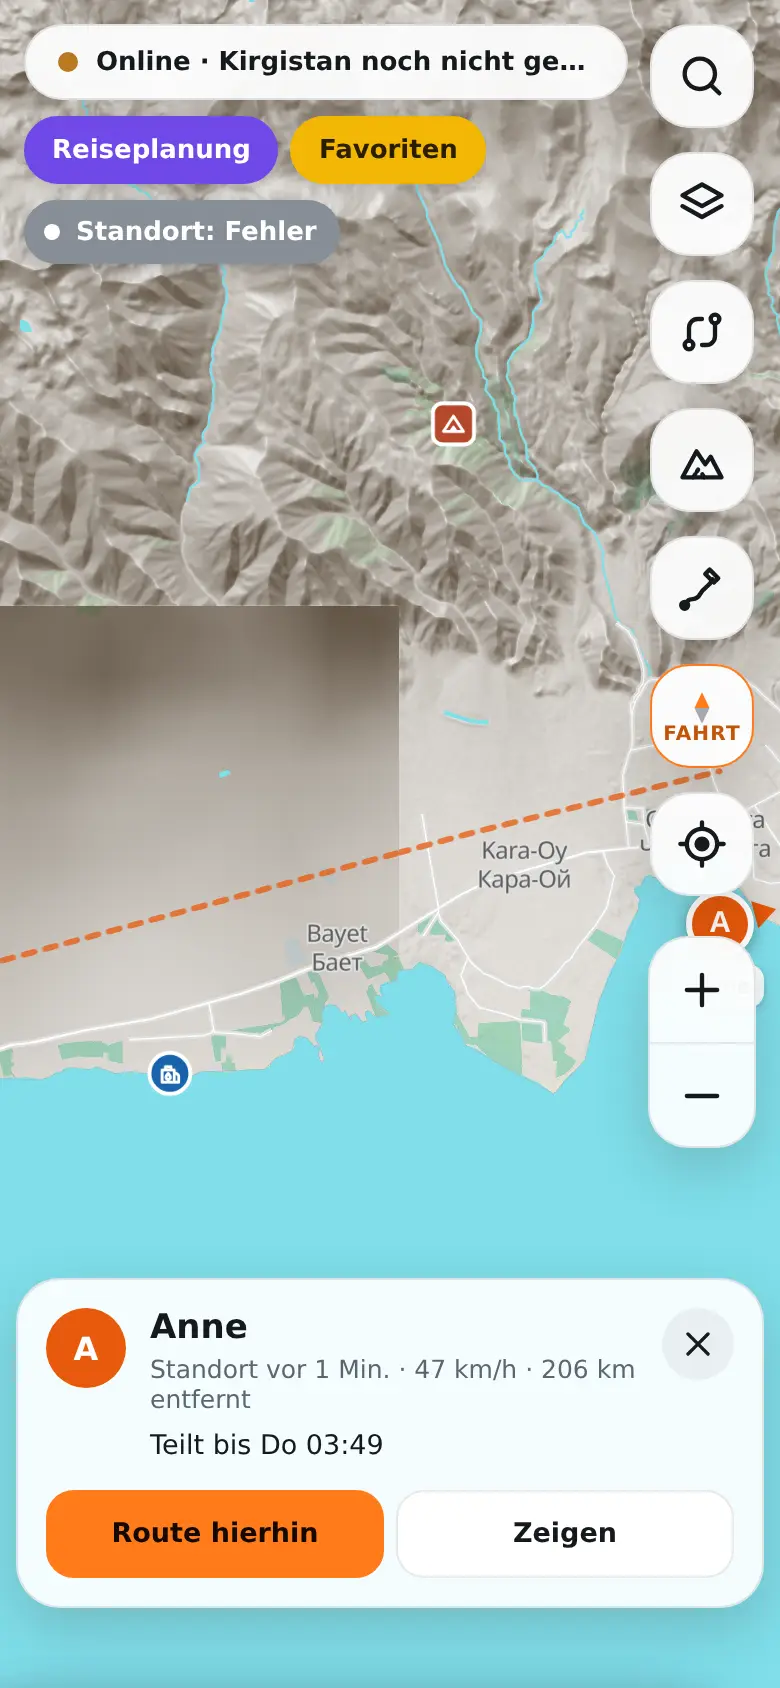 Online · Kirgistan noch nicht ge...
Reiseplanung
Favoriten
Standort: Fehler
FAHRT
Kara-Oy
Кара-Ой
Bayet
Бает
A
+
−
A
Anne
Standort vor 1 Min. · 47 km/h · 206 km
entfernt
Teilt bis Do 03:49
Route hierhin
Zeigen